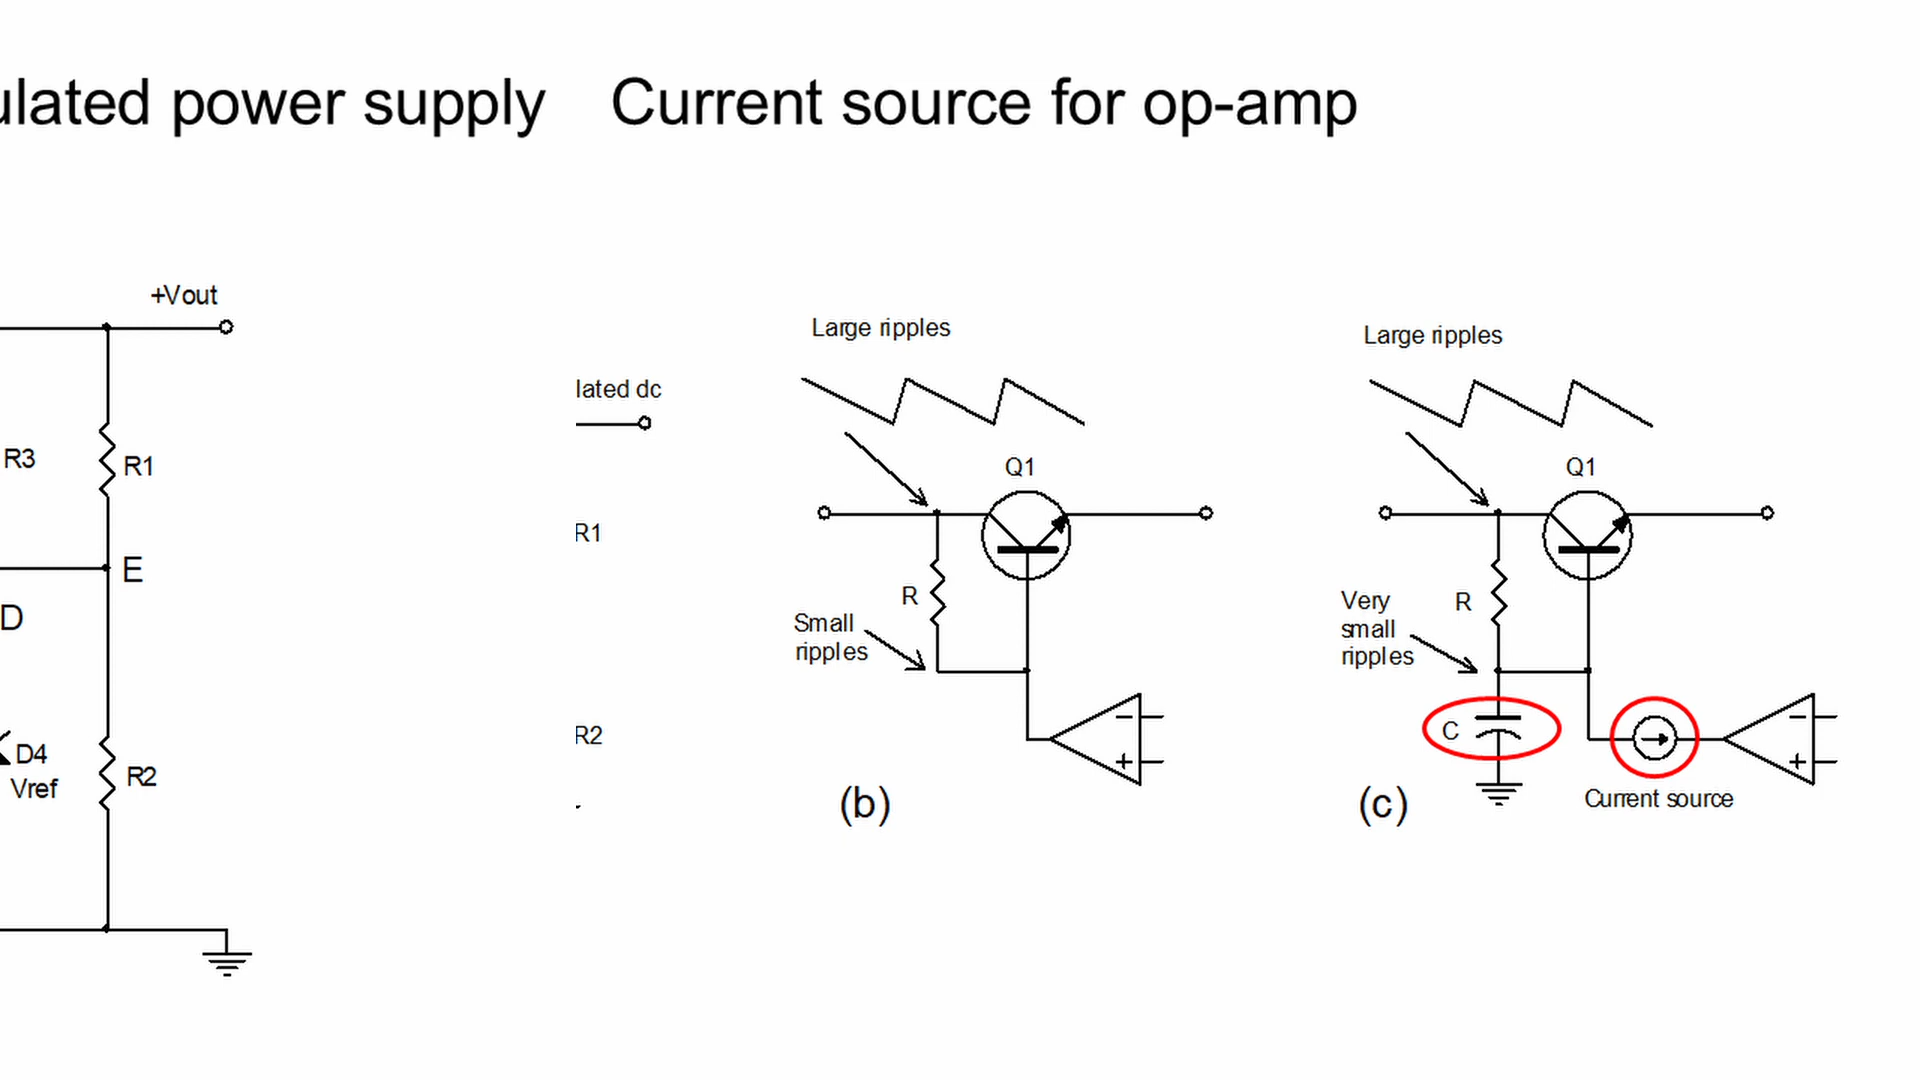 ulated power supply
Current source for op-amp
+Vout
R3
R1
E
D
D4
Vref
R2
lated dc
R1
R2
Large ripples
Q1
R
Small
ripples
(b)
Large ripples
Q1
R
Very
small
ripples
C
Current source
(c)